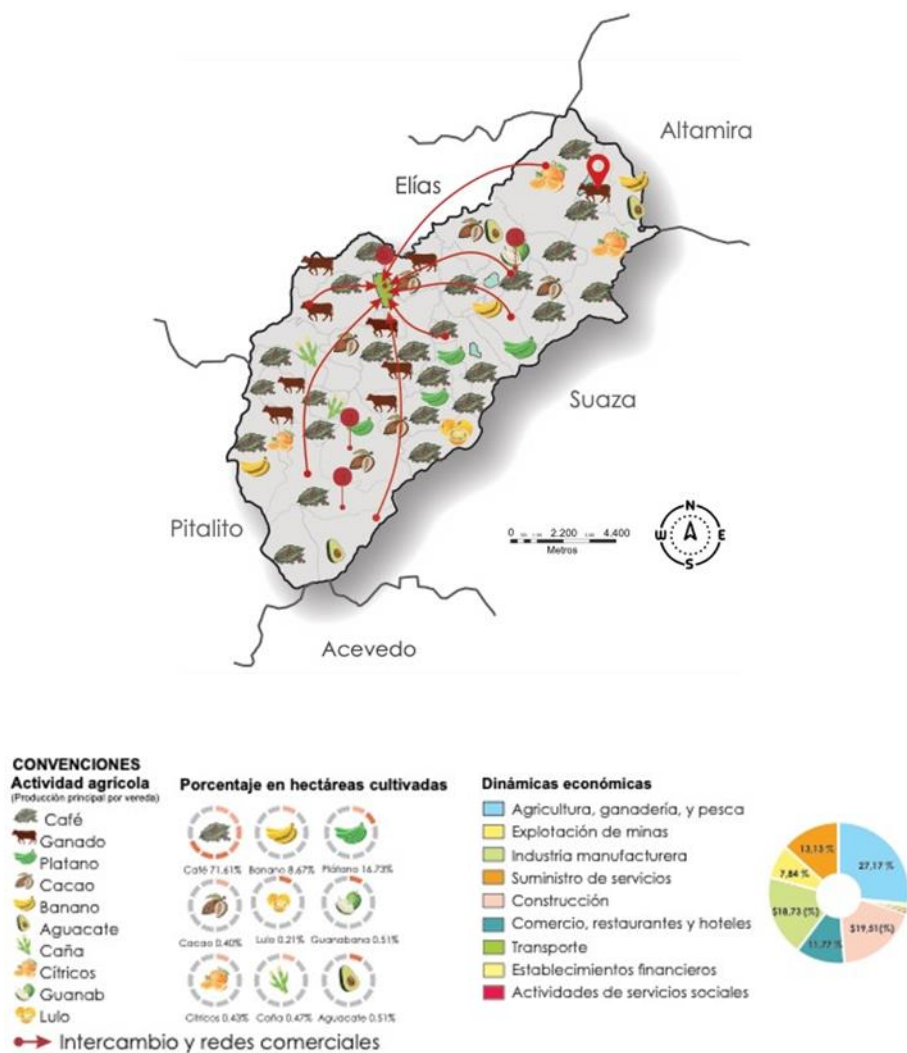 Altamira
Elías
Suaza
Pitalito
0 2.200 4.400
Metros
N
W E
S
Acevedo
CONVENCIONES
Actividad agrícola
(Producción principal por vereda)
Café
Ganado
Platano
Cacao
Banano
Aguacate
Caña
Cítricos
Guanab
Lulo
Intercambio y redes comerciales
Porcentaje en hectáreas cultivadas
Café 71.61% Banano 8.67% Plátano 16.73%
Cacao 0.40% Lulo 0.21% Guanabana 0.51%
Cítricos 0.43% Caña 0.47% Aguacate 0.51%
Dinámicas económicas
Agricultura, ganadería, y pesca
Explotación de minas
Industria manufacturera
Suministro de servicios
Construcción
Comercio, restaurantes y hoteles
Transporte
Establecimientos financieros
Actividades de servicios sociales
13,13 %
27,17 %
7,84 %
$18,73 (%)
$19,51(%)
11,77 %